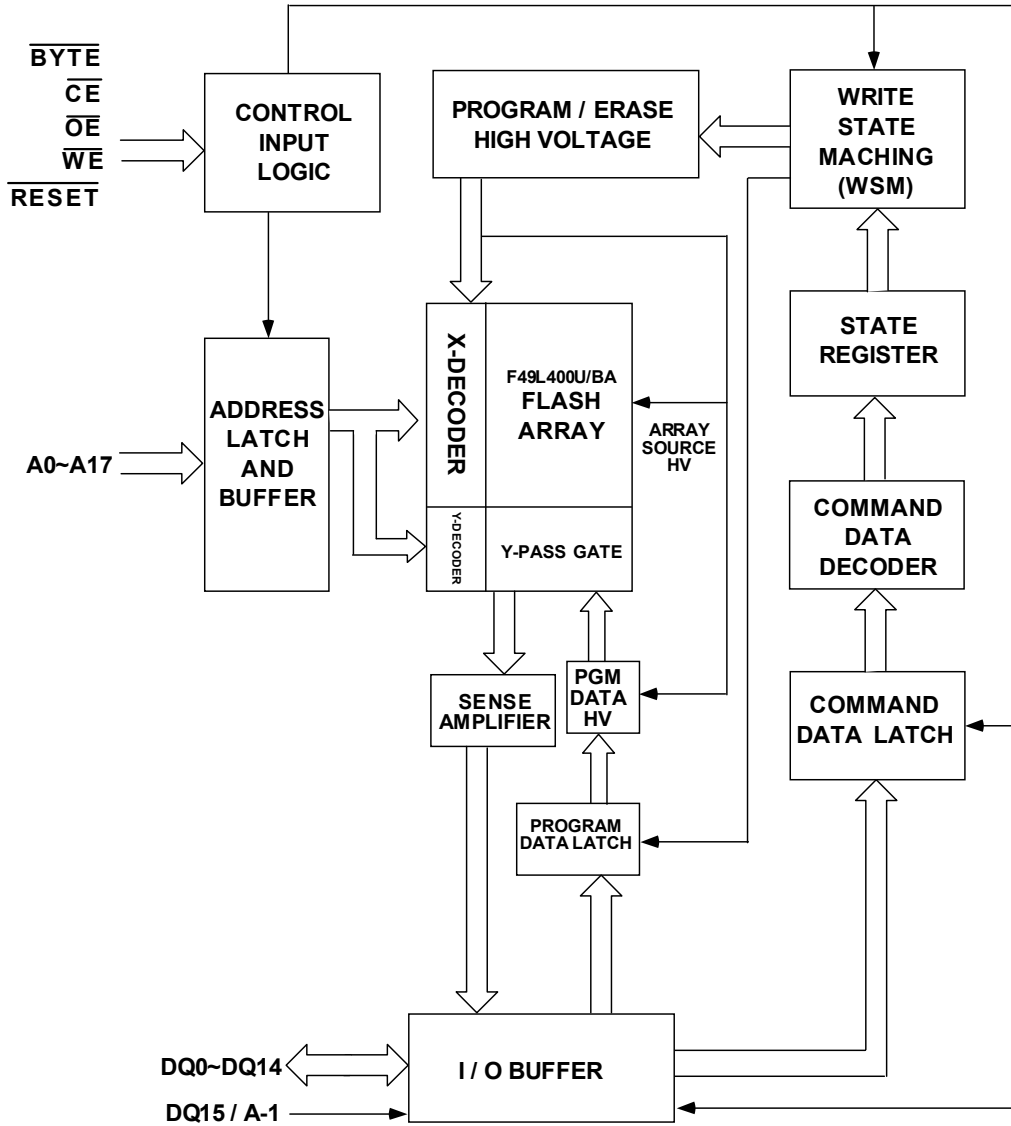 BYTE
CE
OE
WE
RESET
CONTROL
INPUT
LOGIC
PROGRAM / ERASE
HIGH VOLTAGE
WRITE
STATE
MACHING
(WSM)
STATE
REGISTER
A0~A17
ADDRESS
LATCH
AND
BUFFER
X-DECODER
F49L400U/BA
FLASH
ARRAY
ARRAY
SOURCE
HV
Y-DECODER
Y-PASS GATE
COMMAND
DATA
DECODER
SENSE
AMPLIFIER
PGM
DATA
HV
COMMAND
DATA LATCH
PROGRAM
DATA LATCH
DQ0~DQ14
DQ15 / A-1
I / O BUFFER